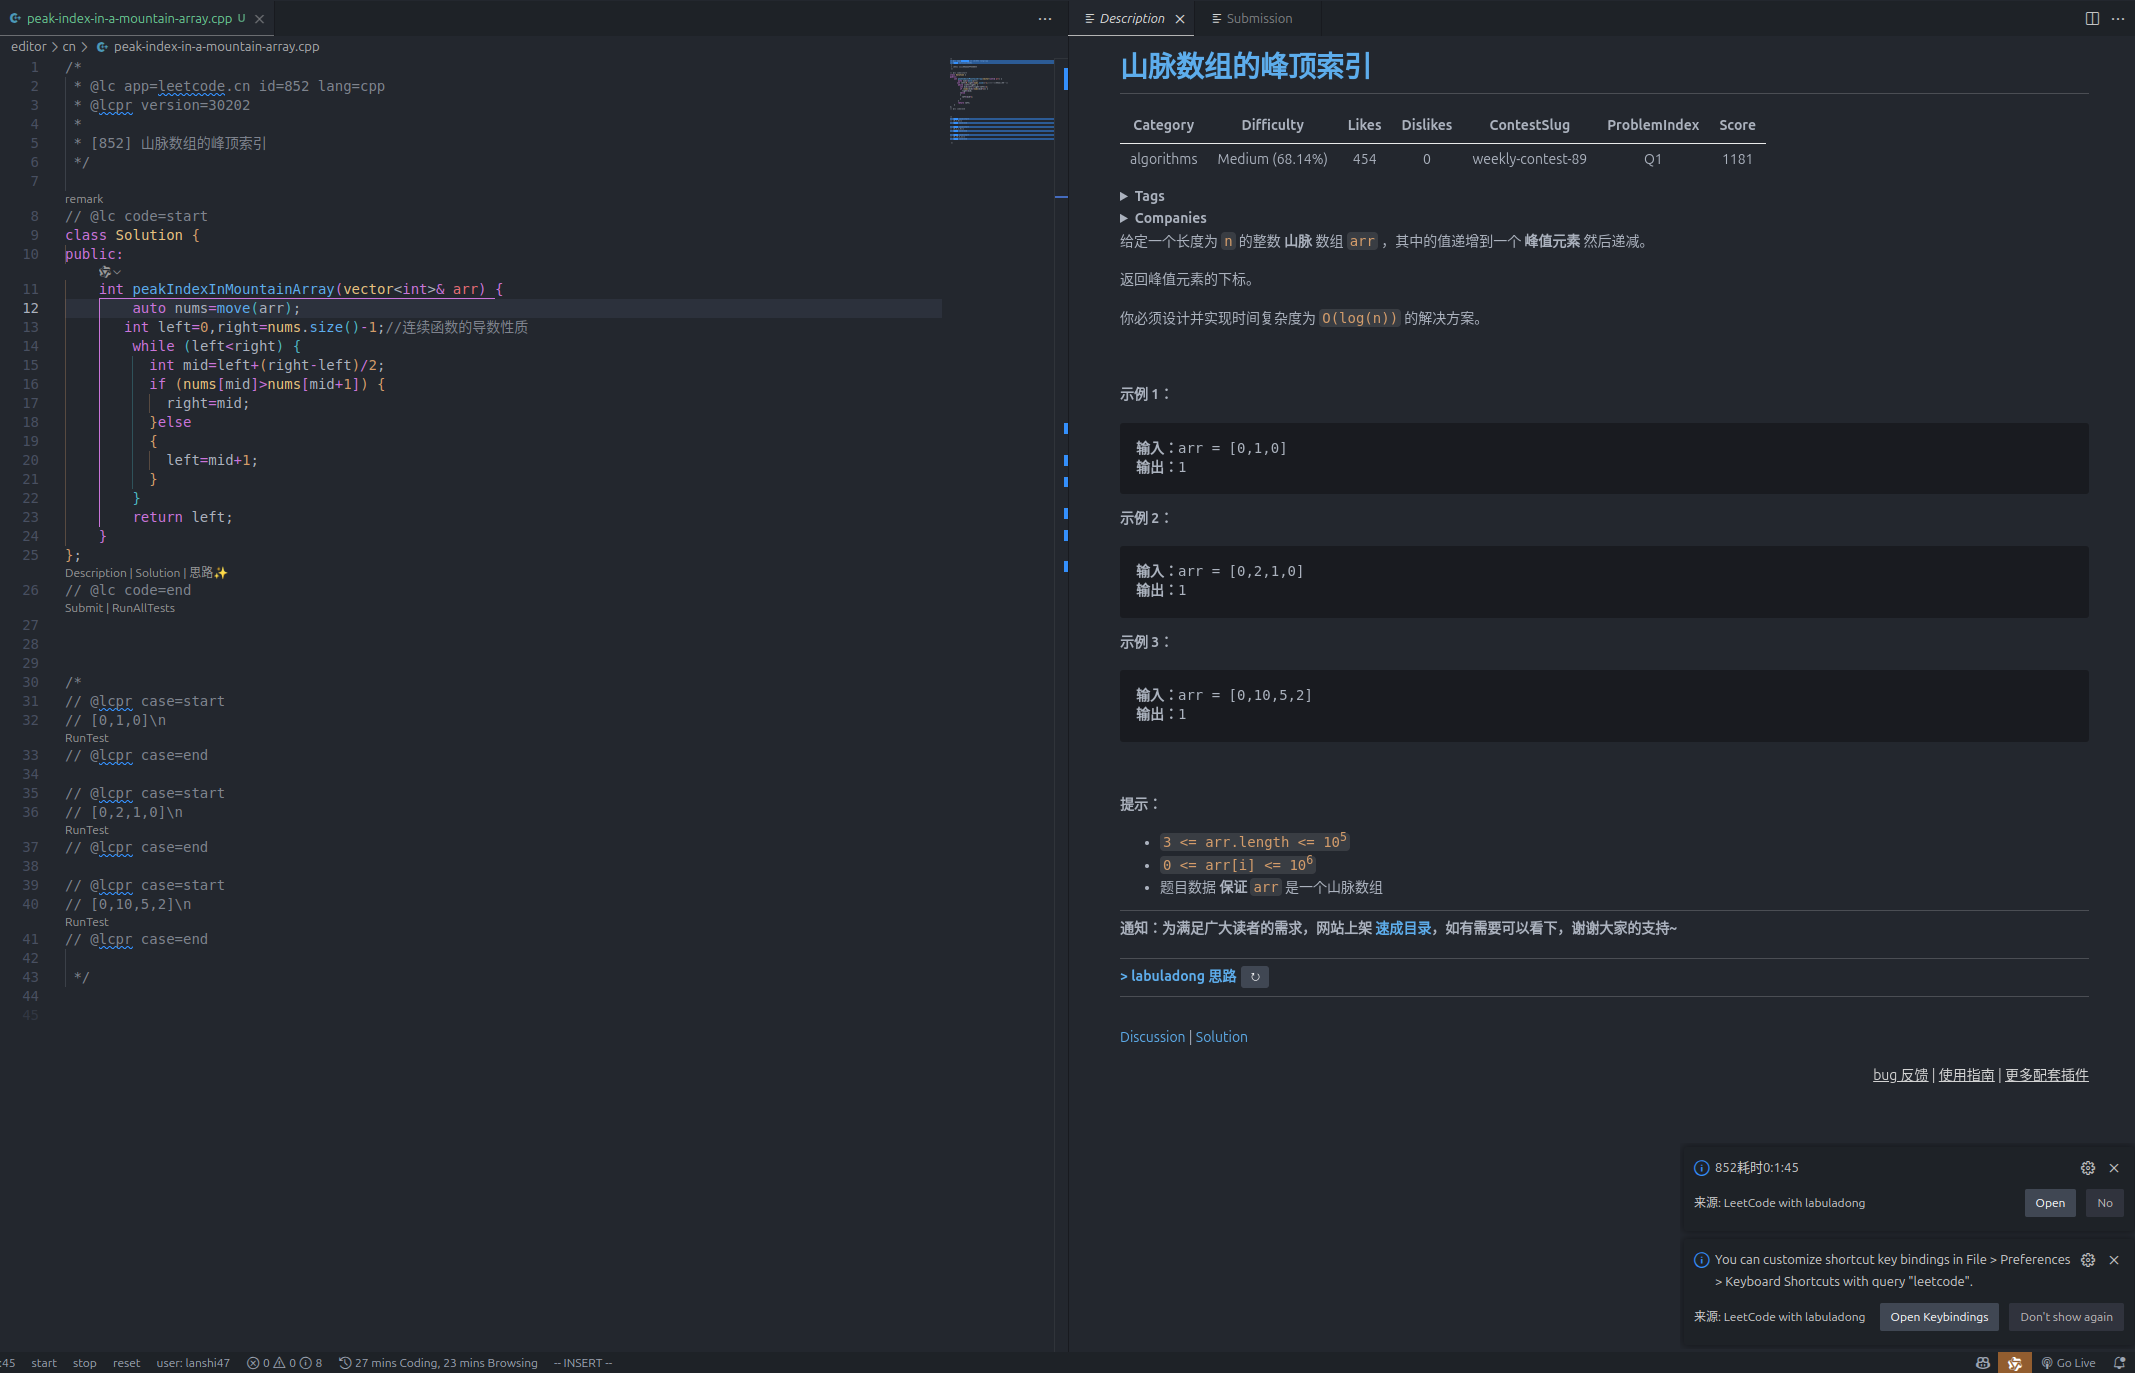 peak-index-in-a-mountain-array.cpp U
editor > cn > peak-index-in-a-mountain-array.cpp
1 /*
2 * @lc app=leetcode.cn id=852 lang=cpp
3 * @lcpr version=30202
4 *
5 * [852] 山脉数组的峰顶索引
6 */
7
remark
8 // @lc code=start
9 class Solution {
10 public:
11 int peakIndexInMountainArray(vector<int>& arr) {
12 auto nums=move(arr);
13 int left=0,right=nums.size()-1;//连续函数的导数性质
14 while (left<right) {
15 int mid=left+(right-left)/2;
16 if (nums[mid]>nums[mid+1]) {
17 right=mid;
18 }else
19 {
20 left=mid+1;
21 }
22 }
23 return left;
24 }
25 };
Description | Solution | 思路✨
26 // @lc code=end
Submit | RunAllTests
27
28
29
30 /*
31 // @lcpr case=start
32 // [0,1,0]\n
RunTest
33 // @lcpr case=end
34
35 // @lcpr case=start
36 // [0,2,1,0]\n
RunTest
37 // @lcpr case=end
38
39 // @lcpr case=start
40 // [0,10,5,2]\n
RunTest
41 // @lcpr case=end
42
43 */
44
45
Description
Submission
山脉数组的峰顶索引
Category Difficulty Likes Dislikes ContestSlug ProblemIndex Score
algorithms Medium (68.14%) 454 0 weekly-contest-89 Q1 1181
Tags
Companies
给定一个长度为 n 的整数 山脉 数组 arr ，其中的值递增到一个 峰值元素 然后递减。
返回峰值元素的下标。
你必须设计并实现时间复杂度为 O(log(n)) 的解决方案。
示例 1：
输入：arr = [0,1,0]
输出：1
示例 2：
输入：arr = [0,2,1,0]
输出：1
示例 3：
输入：arr = [0,10,5,2]
输出：1
提示：
• 3 <= arr.length <= 10⁵
• 0 <= arr[i] <= 10⁶
• 题目数据 保证 arr 是一个山脉数组
通知：为满足广大读者的需求，网站上架 速成目录，如有需要可以看下，谢谢大家的支持~
> labuladong 思路
Discussion | Solution
bug 反馈 | 使用指南 | 更多配套插件
852耗时0:1:45
来源: LeetCode with labuladong
Open No
You can customize shortcut key bindings in File > Preferences
> Keyboard Shortcuts with query "leetcode".
来源: LeetCode with labuladong
Open Keybindings Don't show again
:45 start stop reset user: lanshi47 0 0 8 27 mins Coding, 23 mins Browsing -- INSERT -- Go Live